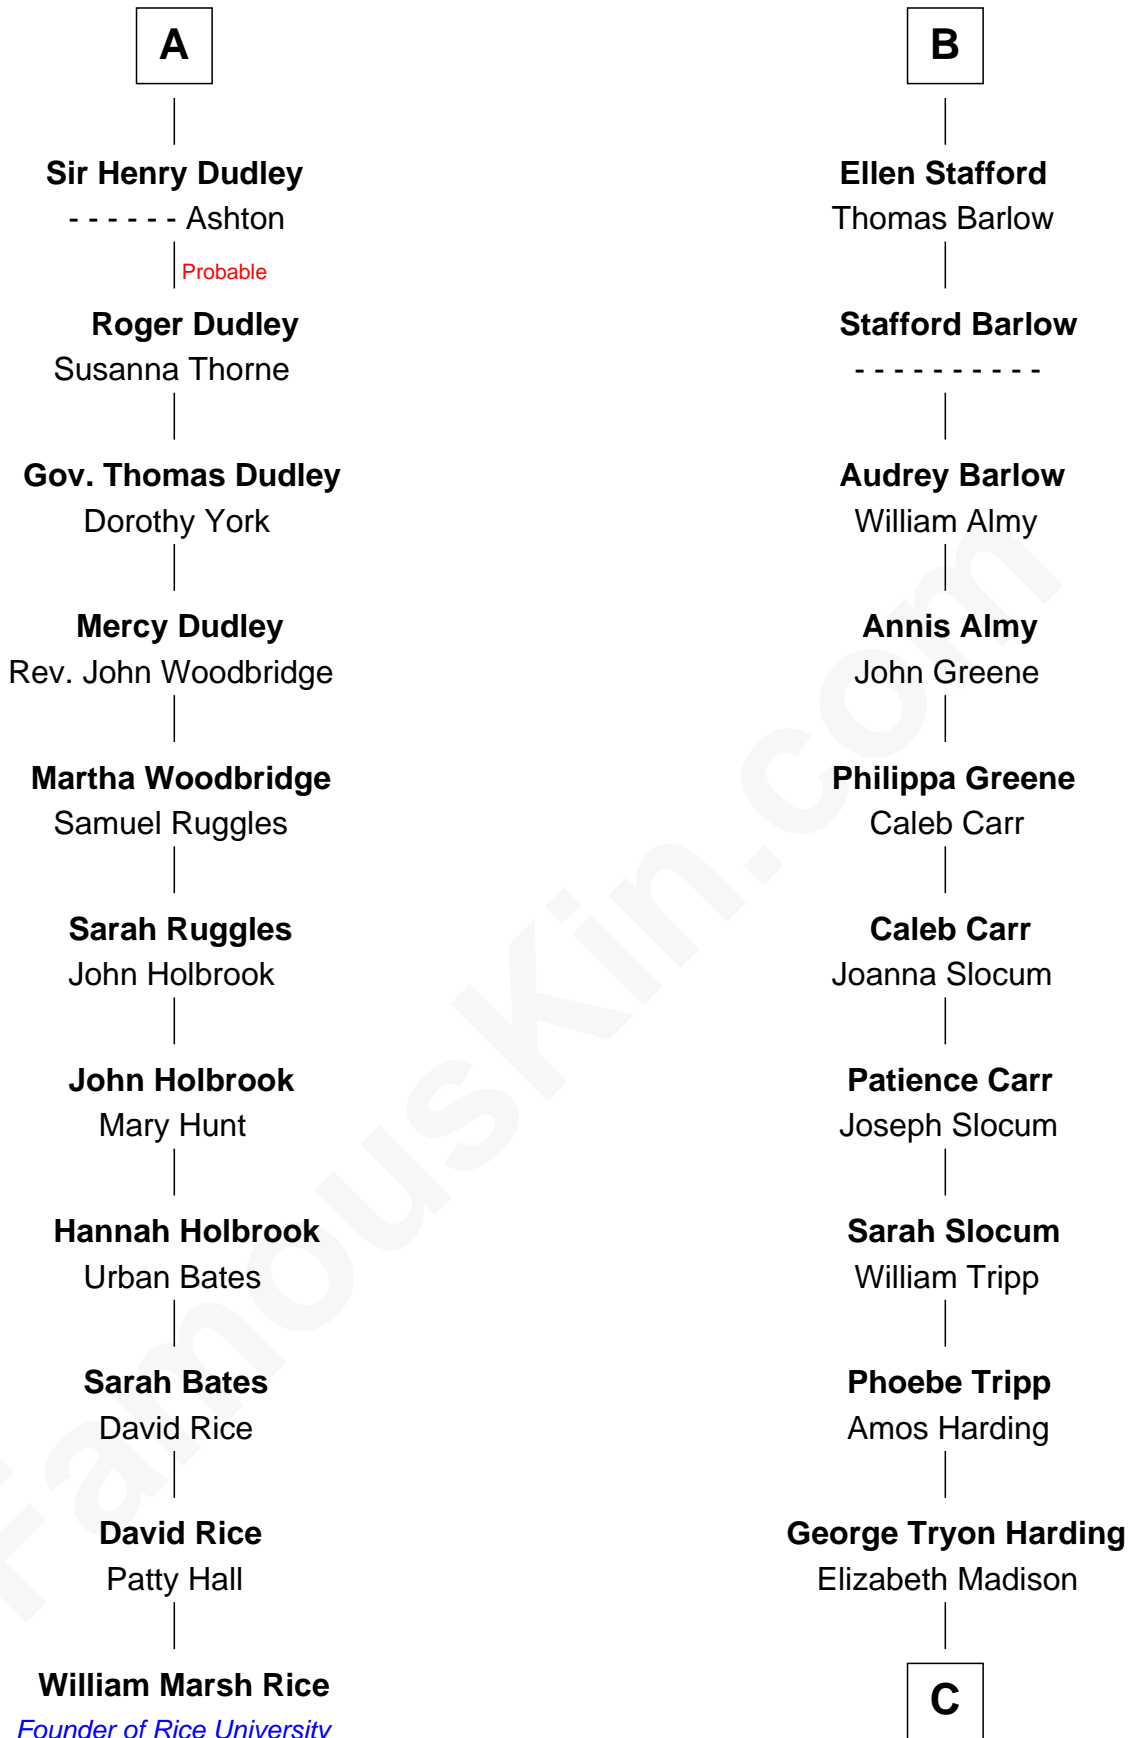 A
Sir Henry Dudley
- - - - - - Ashton
Probable
Roger Dudley
Susanna Thorne
Gov. Thomas Dudley
Dorothy York
Mercy Dudley
Rev. John Woodbridge
Martha Woodbridge
Samuel Ruggles
Sarah Ruggles
John Holbrook
John Holbrook
Mary Hunt
Hannah Holbrook
Urban Bates
Sarah Bates
David Rice
David Rice
Patty Hall
William Marsh Rice
Founder of Rice University
B
Ellen Stafford
Thomas Barlow
Stafford Barlow
- - - - - - - - - -
Audrey Barlow
William Almy
Annis Almy
John Greene
Philippa Greene
Caleb Carr
Caleb Carr
Joanna Slocum
Patience Carr
Joseph Slocum
Sarah Slocum
William Tripp
Phoebe Tripp
Amos Harding
George Tryon Harding
Elizabeth Madison
C
FamousKin.com